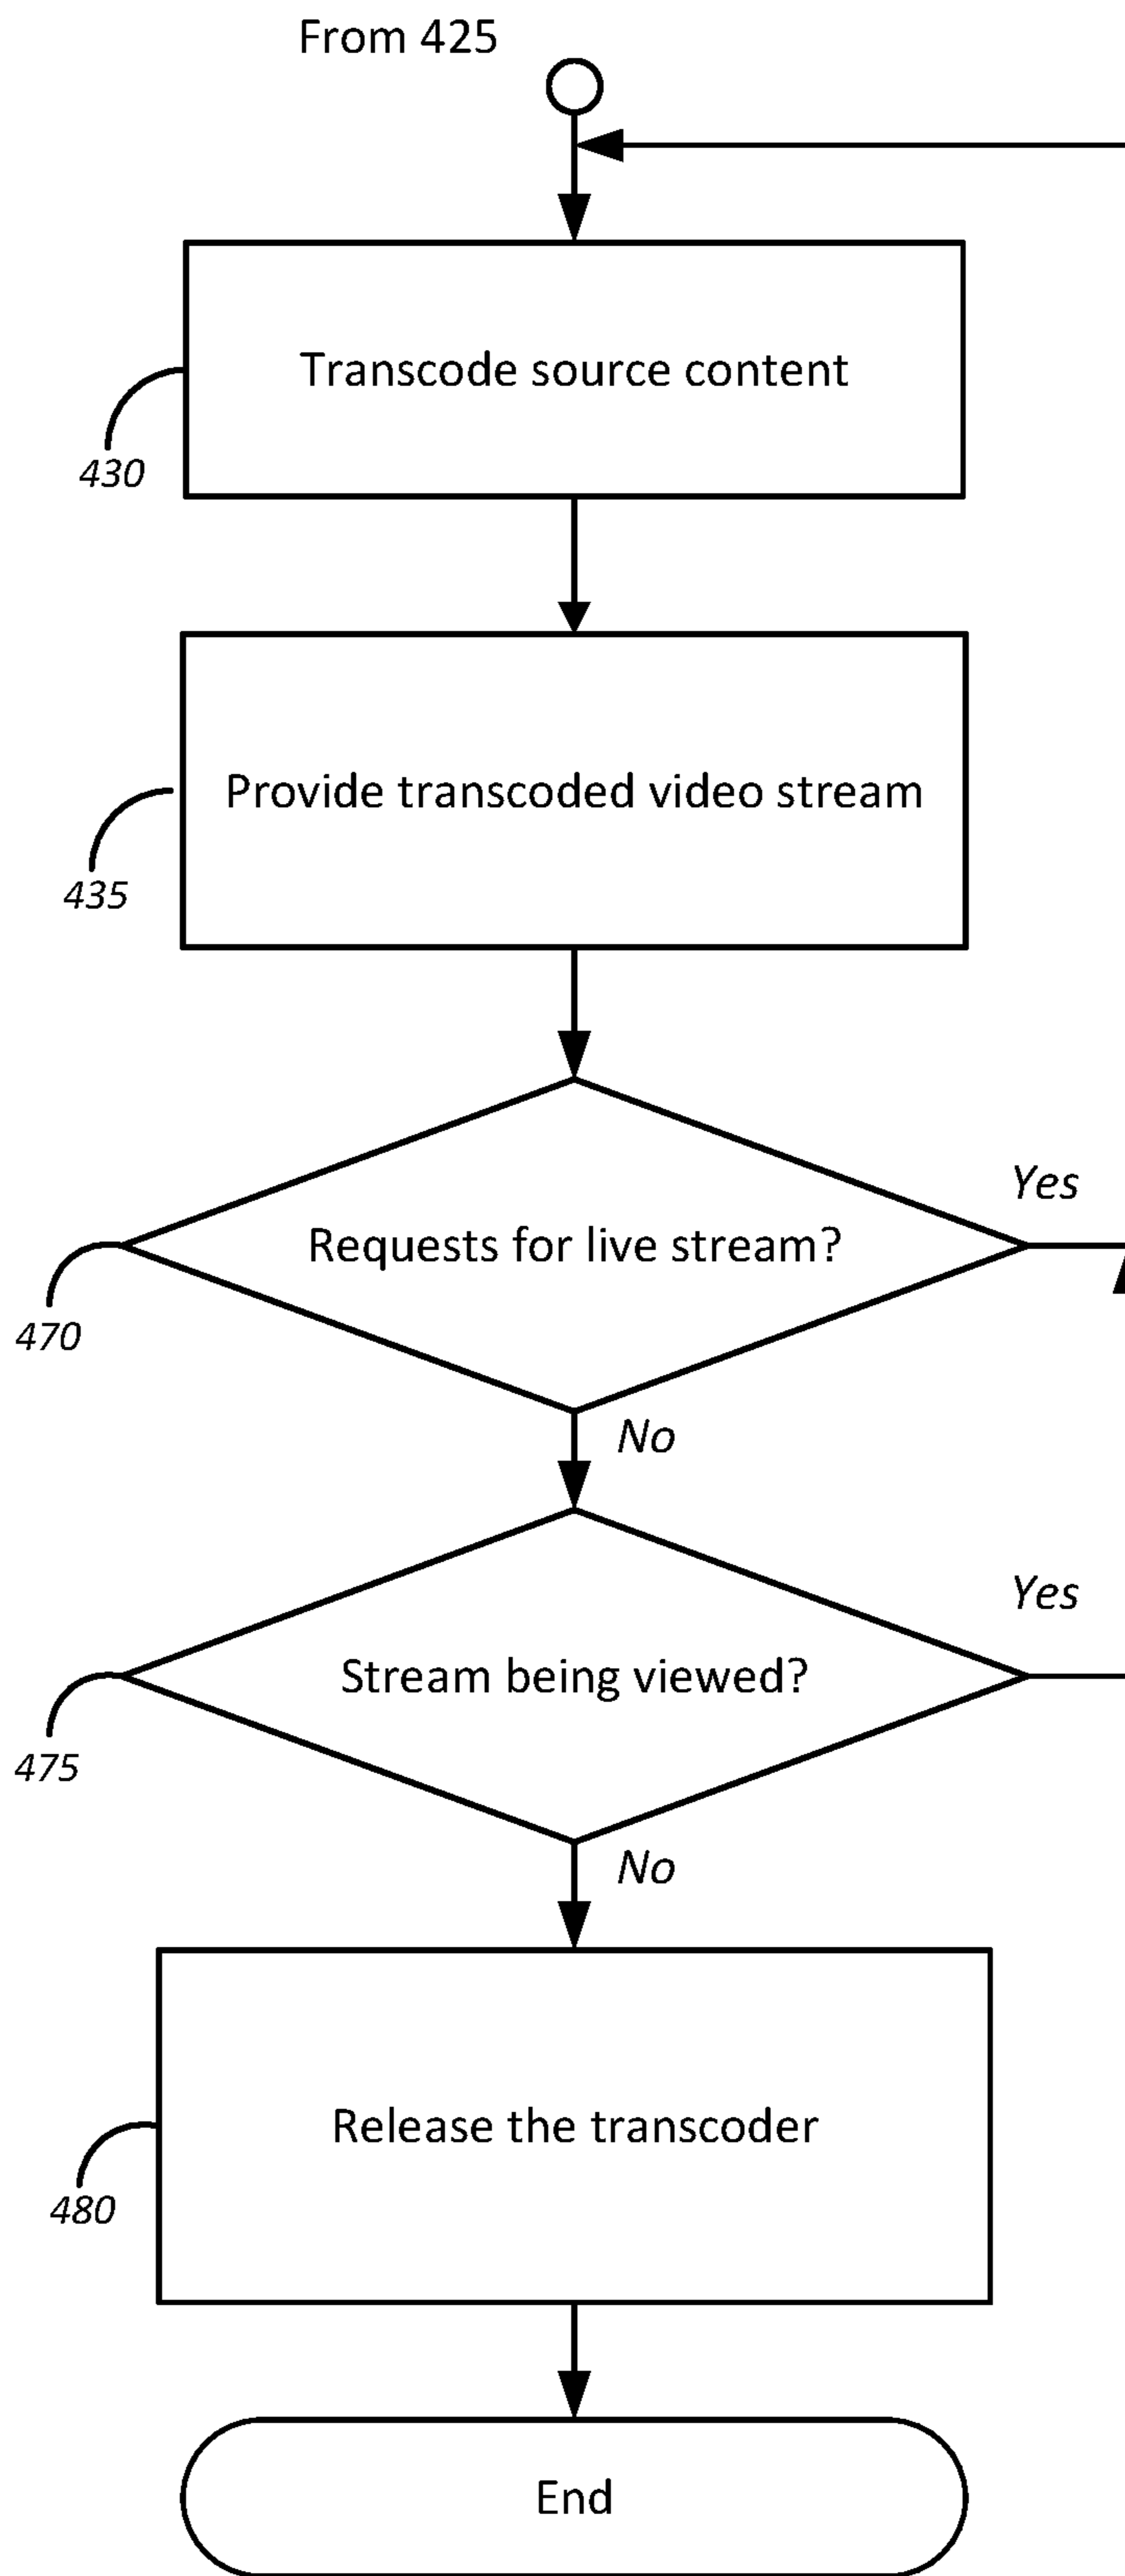 From 425
Transcode source content
430
Provide transcoded video stream
435
Yes
Requests for live stream?
470
No
Yes
Stream being viewed?
475
No
Release the transcoder
480
End